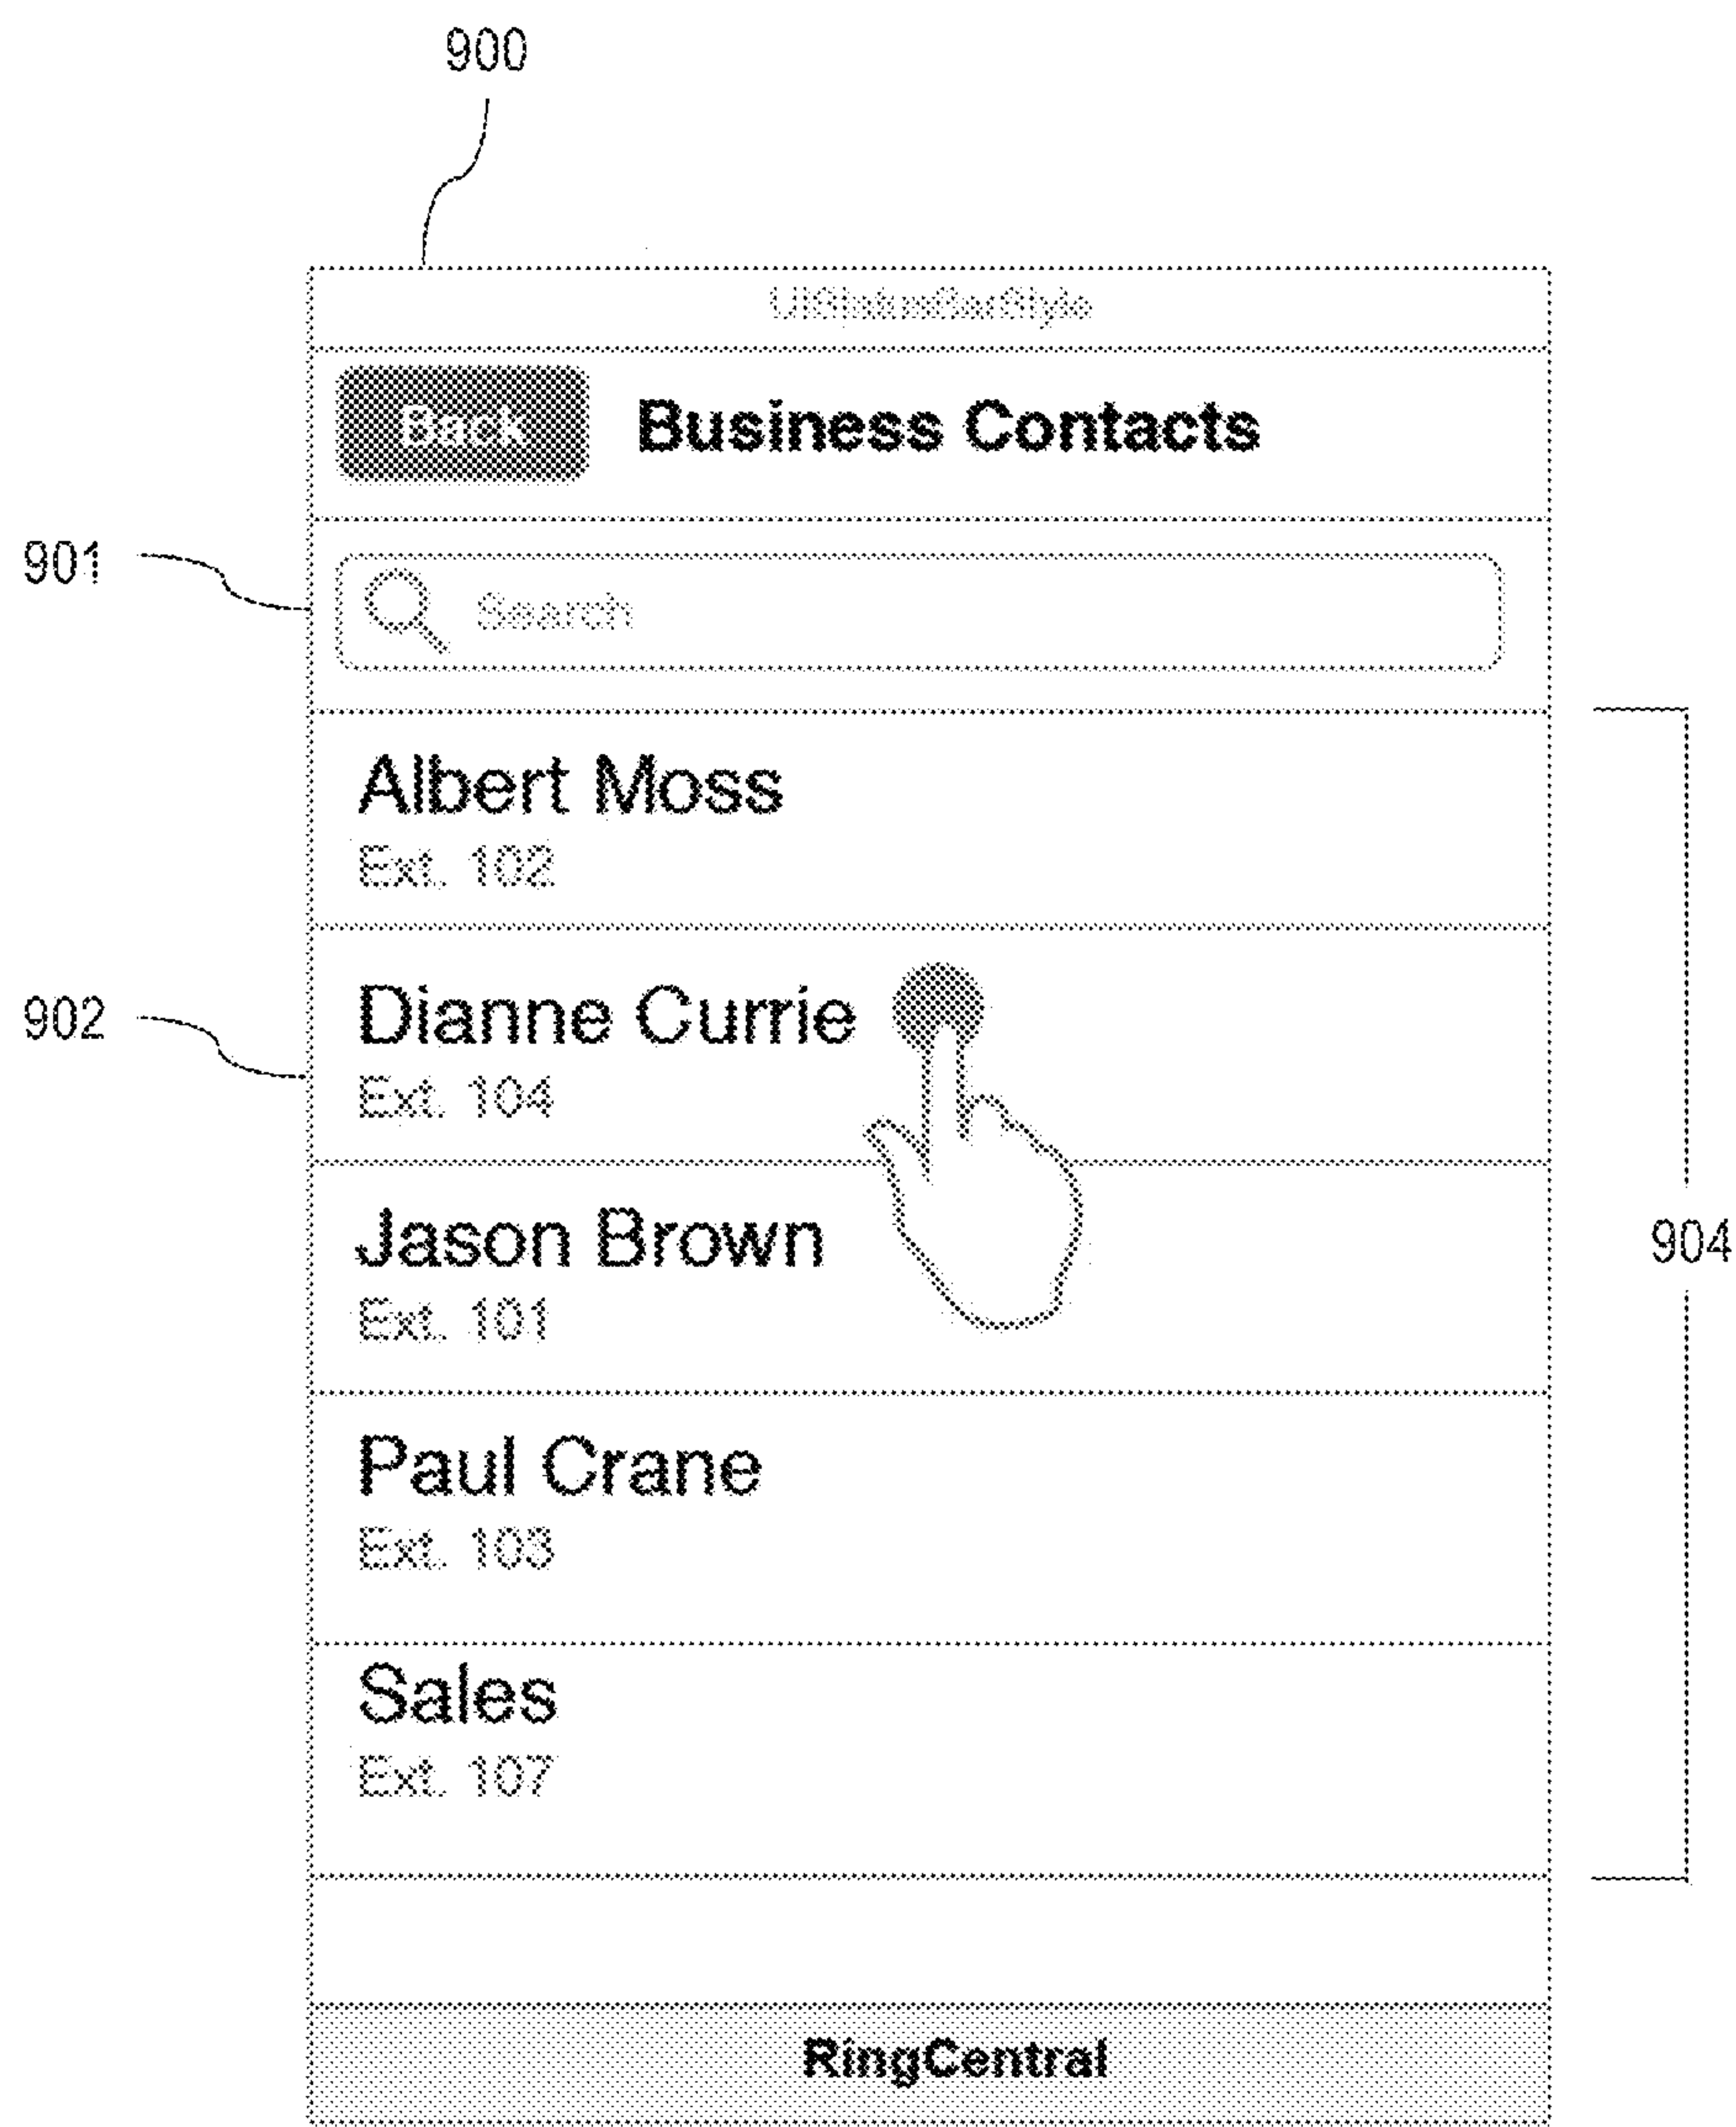 900
UIStatusBarStyle
Back Business Contacts
901
Search
Albert Moss
Ext. 102
902
Dianne Currie
Ext. 104
Jason Brown
904
Ext. 101
Paul Crane
Ext. 103
Sales
Ext. 107
RingCentral